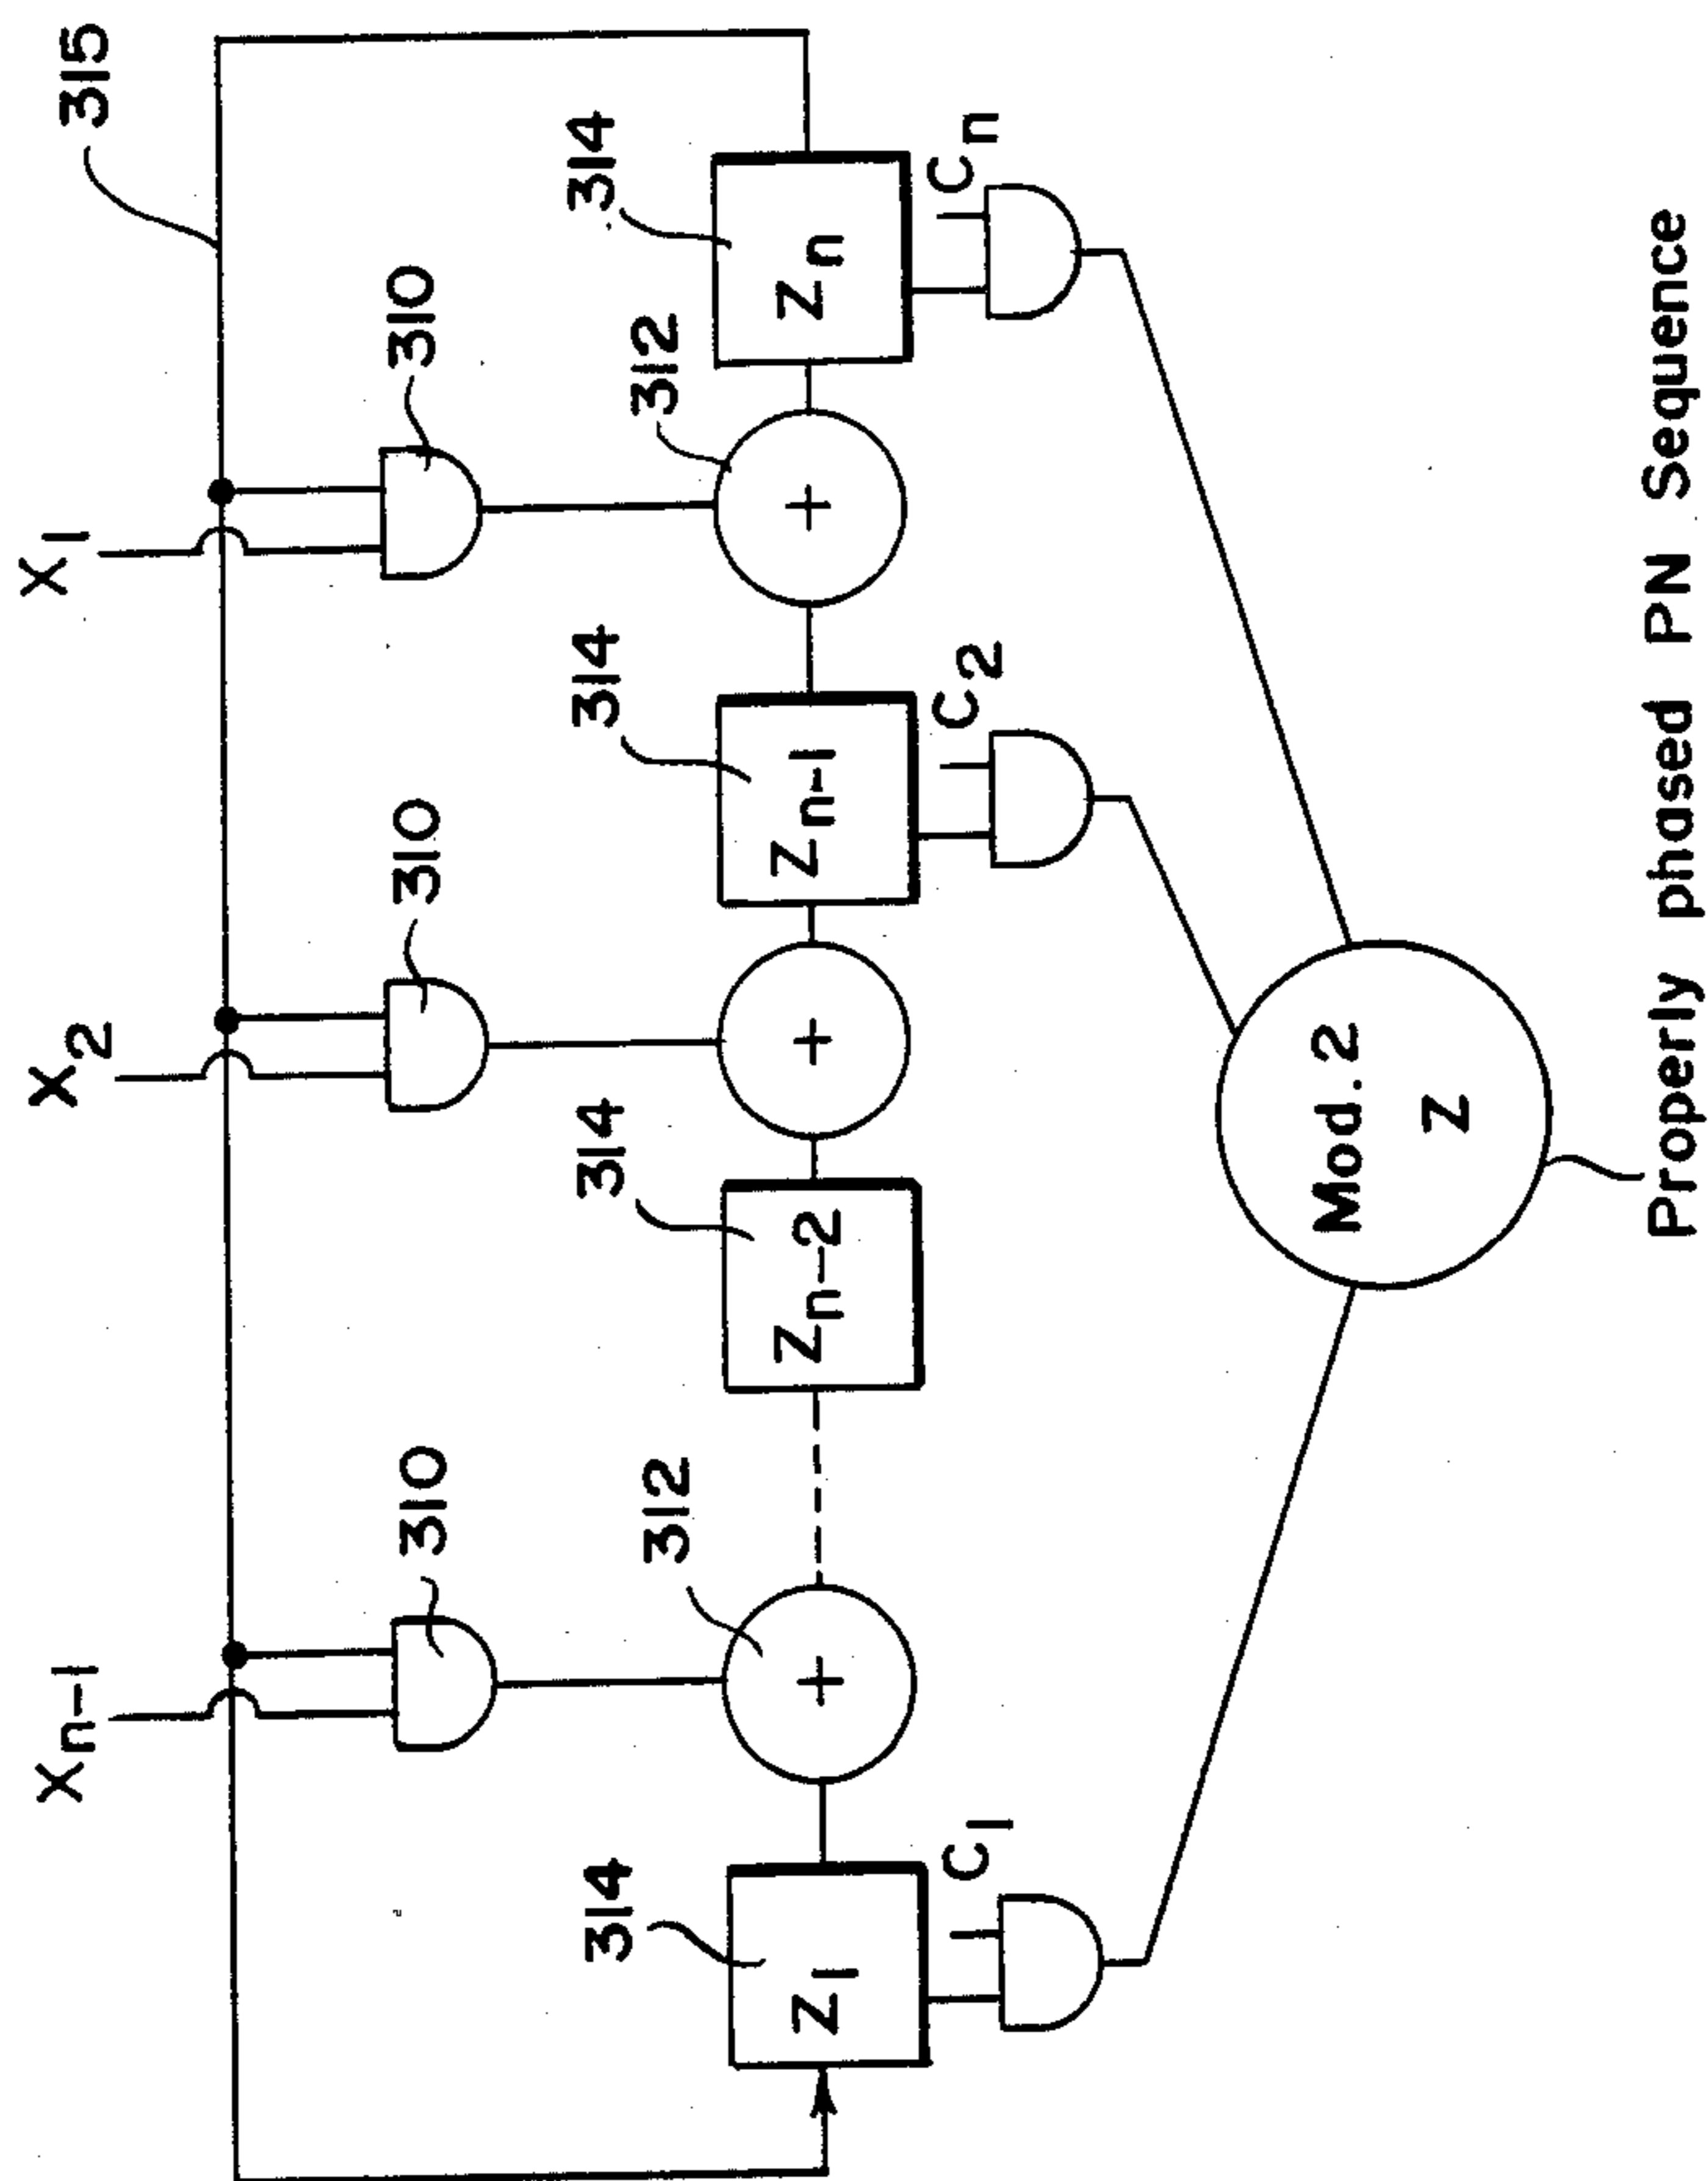 Xn-1
X2
X1
315
310
310
310
314
312
314
314
312
314
Z1
Zn-2
Zn-1
Zn
+
+
+
C1
C2
Cn
Mod. 2
Z
Properly phased PN Sequence